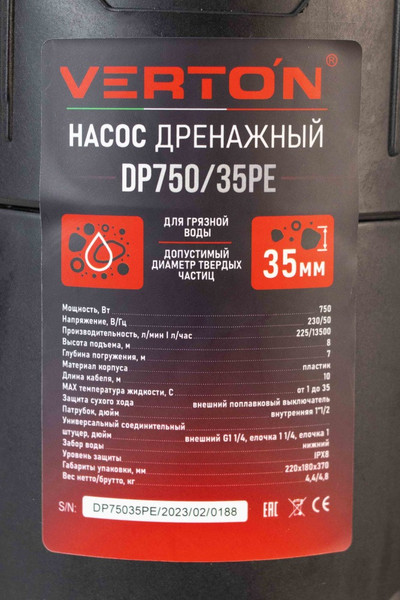 VERTON®
НАСОС ДРЕНАЖНЫЙ
DP750/35PE
ДЛЯ ГРЯЗНОЙ
ВОДЫ
ДОПУСТИМЫЙ
ДИАМЕТР ТВЕРДЫХ
ЧАСТИЦ
35мм
Мощность, Вт 750
Напряжение, В/Гц 230/50
Производительность, л/мин I л/час 225/13500
Высота подъема, м 8
Глубина погружения, м 7
Материал корпуса пластик
Длина кабеля, м 10
MAX температура жидкости, С от 1 до 35
Защита сухого хода внешний поплавковый выключатель
Патрубок, дюйм внутренняя 1"1/2
Универсальный соединительный
штуцер, дюйм внешний G1 1/4, елочка 1 1/4, елочка 1
Забор воды нижний
Уровень защиты IPX8
Габариты упаковки, мм 220х180х370
Вес нетто/брутто, кг 4,4/4,8
S/N: DP75035PE/2023/02/0188 EAC CE